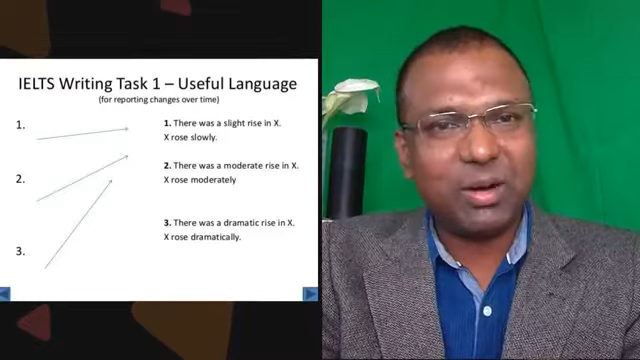 IELTS Writing Task 1 – Useful Language
(for reporting changes over time)
1.
1. There was a slight rise in X.
X rose slowly.
2.
2. There was a moderate rise in X.
X rose moderately
3.
3. There was a dramatic rise in X.
X rose dramatically.